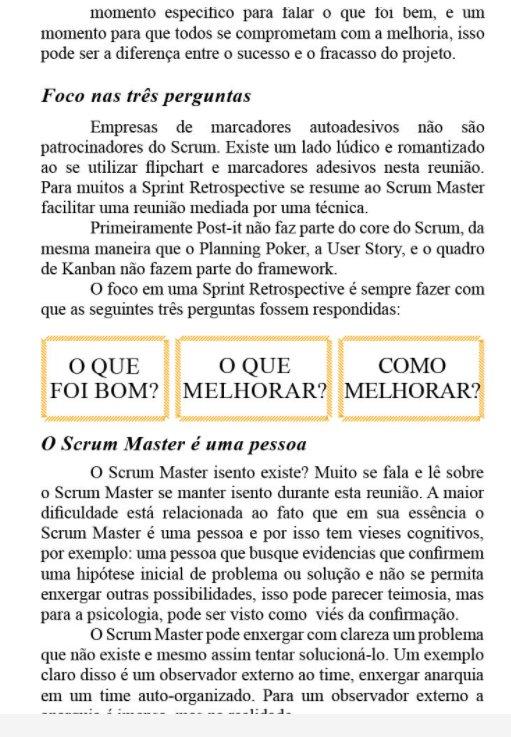 momento específico para falar o que foi bem, e um
momento para que todos se comprometam com a melhoria, isso
pode ser a diferença entre o sucesso e o fracasso do projeto.
Foco nas três perguntas
Empresas de marcadores autoadesivos não são
patrocinadores do Scrum. Existe um lado lúdico e romantizado
ao se utilizar flipchart e marcadores adesivos nesta reunião.
Para muitos a Sprint Retrospective se resume ao Scrum Master
facilitar uma reunião mediada por uma técnica.
Primeiramente Post-it não faz parte do core do Scrum, da
mesma maneira que o Planning Poker, a User Story, e o quadro
de Kanban não fazem parte do framework.
O foco em uma Sprint Retrospective é sempre fazer com
que as seguintes três perguntas fossem respondidas:
O QUE
FOI BOM?
O QUE
MELHORAR?
COMO
MELHORAR?
O Scrum Master é uma pessoa
O Scrum Master isento existe? Muito se fala e lê sobre
o Scrum Master se manter isento durante esta reunião. A maior
dificuldade está relacionada ao fato que em sua essência o
Scrum Master é uma pessoa e por isso tem vieses cognitivos,
por exemplo: uma pessoa que busque evidencias que confirmem
uma hipótese inicial de problema ou solução e não se permita
enxergar outras possibilidades, isso pode parecer teimosia, mas
para a psicologia, pode ser visto como viés da confirmação.
O Scrum Master pode enxergar com clareza um problema
que não existe e mesmo assim tentar solucioná-lo. Um exemplo
claro disso é um observador externo ao time, enxergar anarquia
em um time auto-organizado. Para um observador externo a